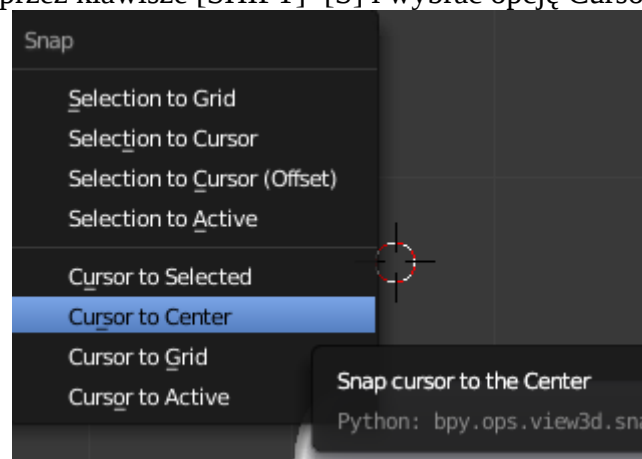 przez klawisze [SHIFT]+[S] i wybrać opcję Curso
Snap
Selection to Grid
Selection to Cursor
Selection to Cursor (Offset)
Selection to Active
Cursor to Selected
Cursor to Center
Cursor to Grid
Cursor to Active
Snap cursor to the Center
Python: bpy.ops.view3d.sna